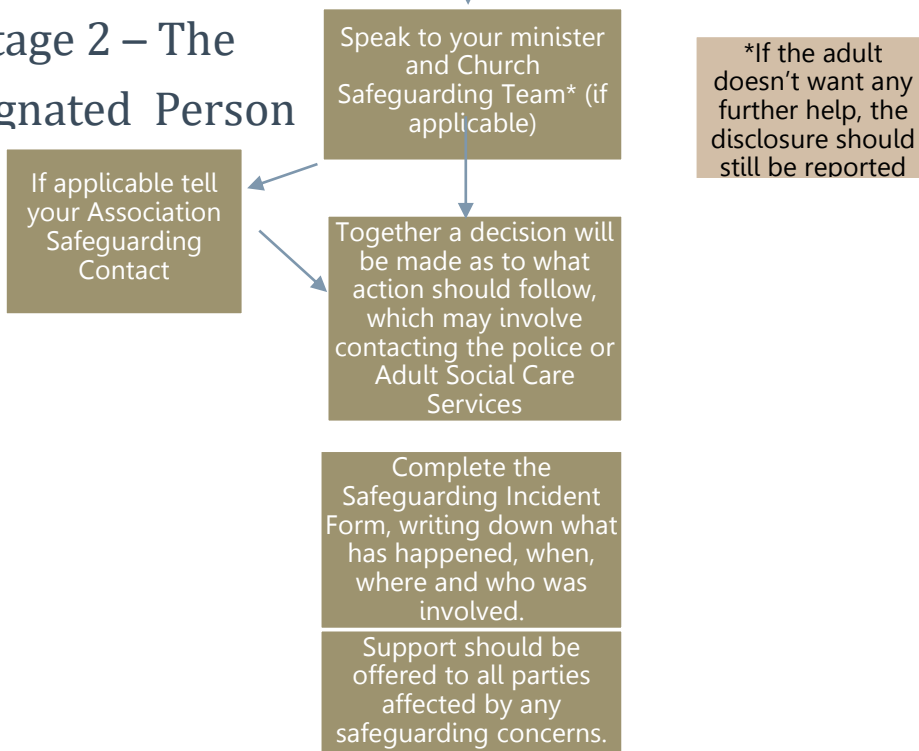 tage 2 – The
gnated Person
Speak to your minister
and Church
Safeguarding Team* (if
applicable)
*If the adult
doesn't want any
further help, the
disclosure should
still be reported
If applicable tell
your Association
Safeguarding
Contact
Together a decision will
be made as to what
action should follow,
which may involve
contacting the police or
Adult Social Care
Services
Complete the
Safeguarding Incident
Form, writing down what
has happened, when,
where and who was
involved.
Support should be
offered to all parties
affected by any
safeguarding concerns.